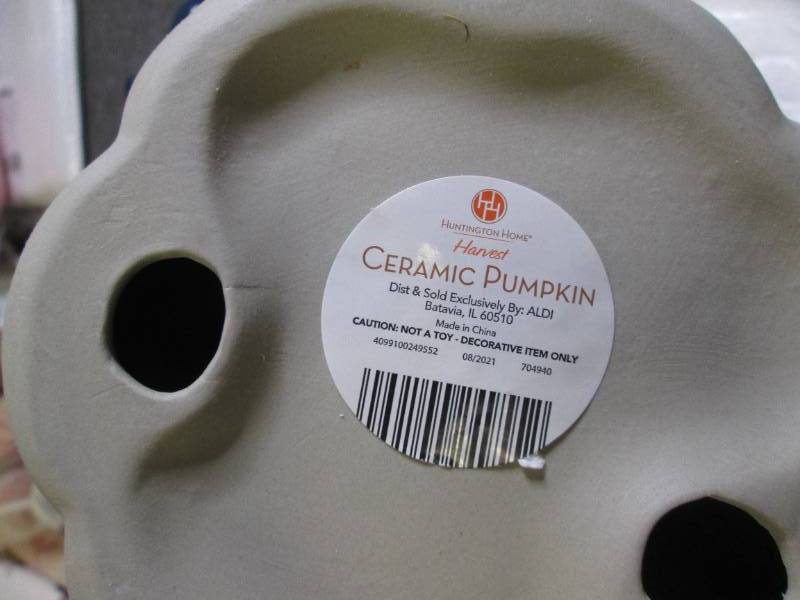 HUNTINGTON HOME®
Harvest
CERAMIC PUMPKIN
Dist & Sold Exclusively By: ALDI
Batavia, IL 60510
Made in China
CAUTION: NOT A TOY - DECORATIVE ITEM ONLY
4099100249552 08/2021 704940